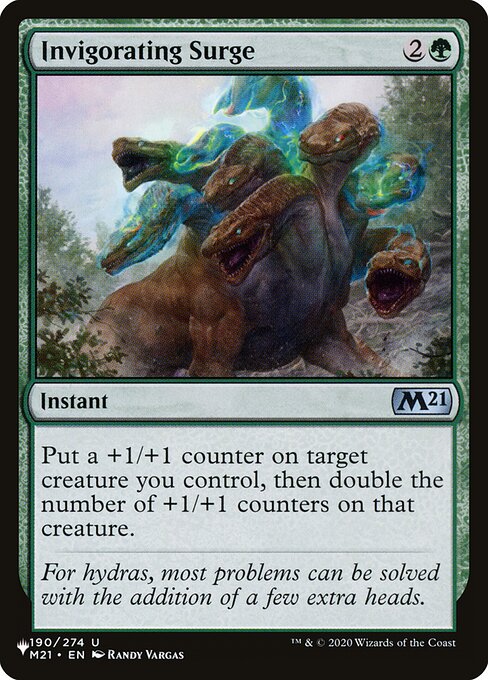 Invigorating Surge 2
Instant M21
Put a +1/+1 counter on target
creature you control, then double the
number of +1/+1 counters on that
creature.
For hydras, most problems can be solved
with the addition of a few extra heads.
190/274 U ™ & © 2020 Wizards of the Coast
M21 • EN Randy Vargas